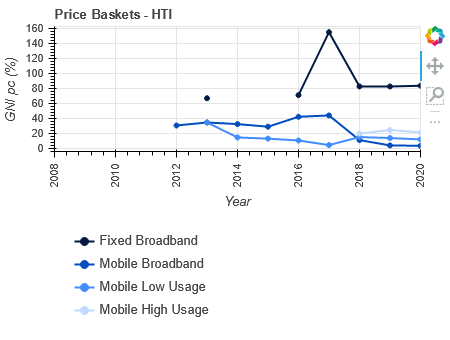 Price Baskets - HTI
160
140
120
100
80
60
40
20
0
GNI pc (%)
2008
2010
2012
2014
2016
2018
2020
Year
Fixed Broadband
Mobile Broadband
Mobile Low Usage
Mobile High Usage